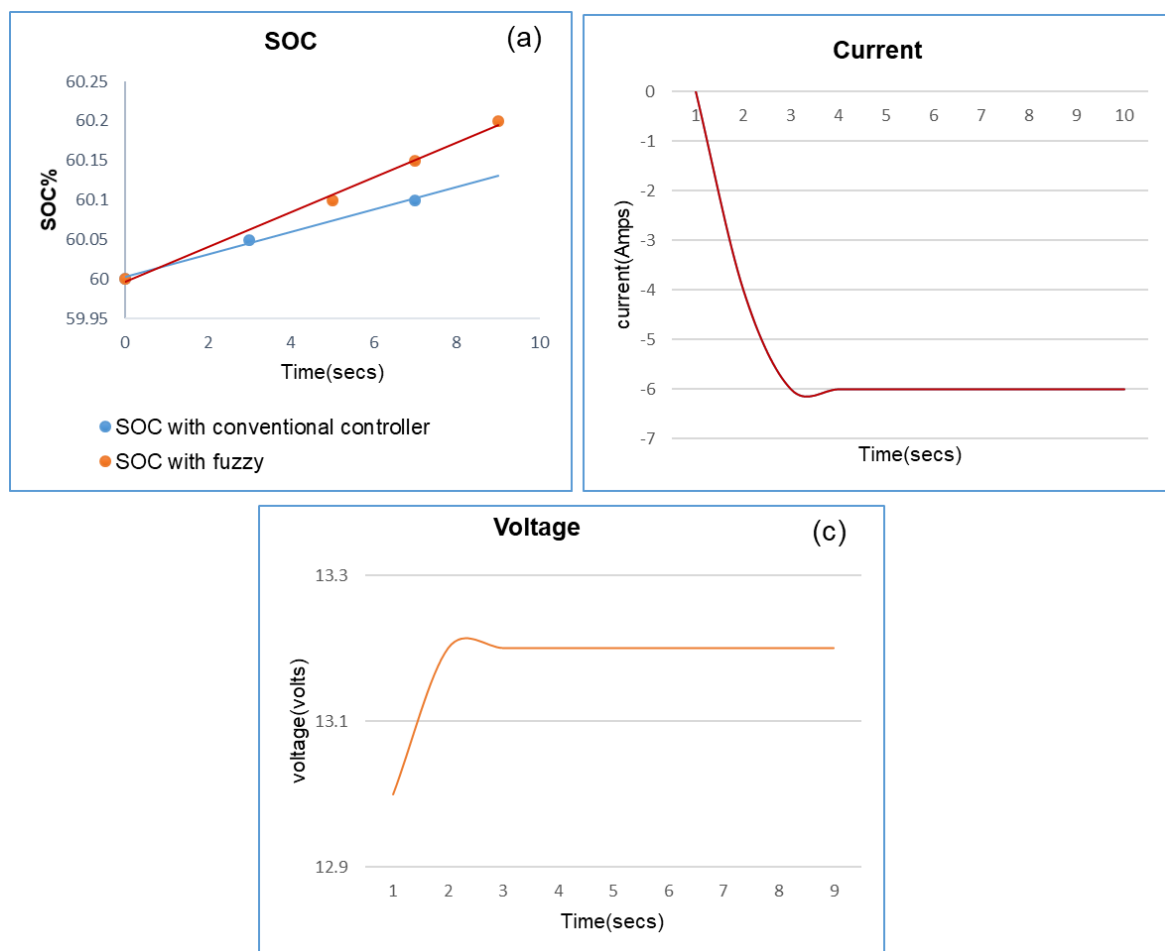 SOC
(a)
60.25
60.2
60.15
60.1
60.05
60
59.95
SOC%
0 2 4 6 8 10
Time(secs)
SOC with conventional controller
SOC with fuzzy
Current
0
-1
-2
-3
-4
-5
-6
-7
1 2 3 4 5 6 7 8 9 10
current(Amps)
Time(secs)
Voltage
(c)
13.3
13.1
12.9
voltage(volts)
1 2 3 4 5 6 7 8 9
Time(secs)